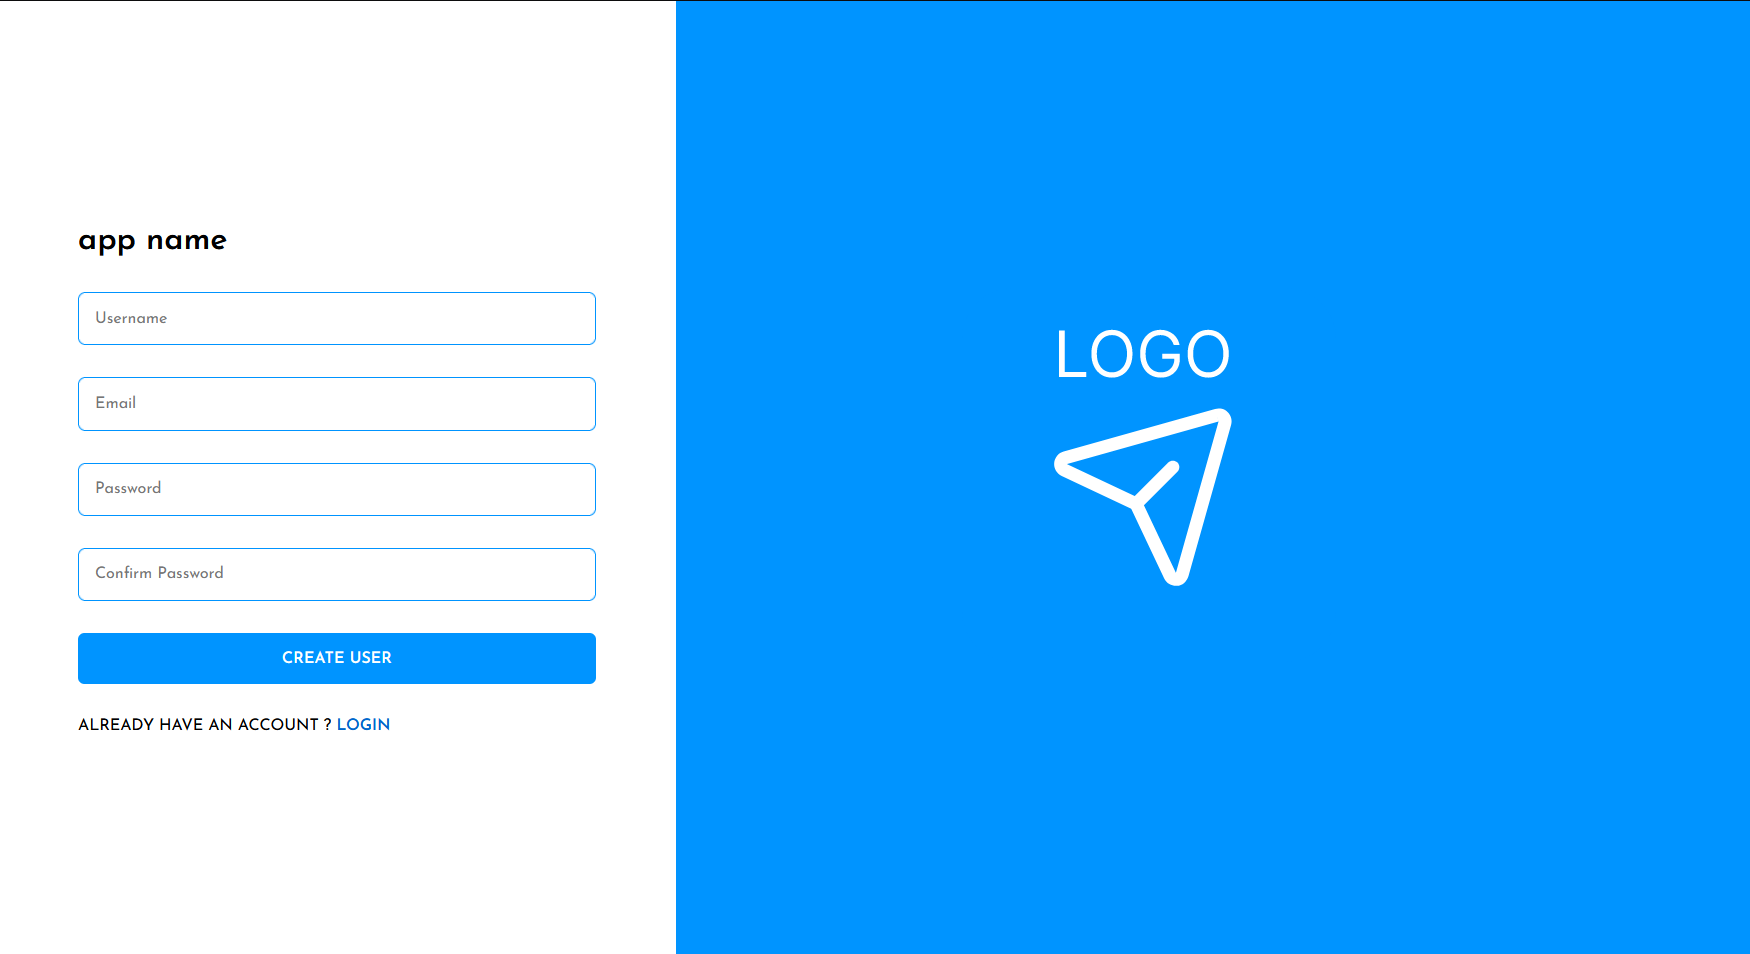 app name
Username
Email
Password
Confirm Password
CREATE USER
ALREADY HAVE AN ACCOUNT ? LOGIN
LOGO